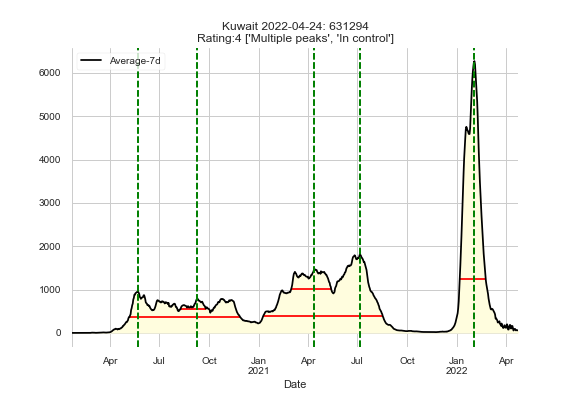 Kuwait 2022-04-24: 631294
Rating:4 ['Multiple peaks', 'In control']
Average-7d
6000
5000
4000
3000
2000
1000
0
Apr Jul Oct Jan Apr Jul Oct Jan Apr
2021 2022
Date